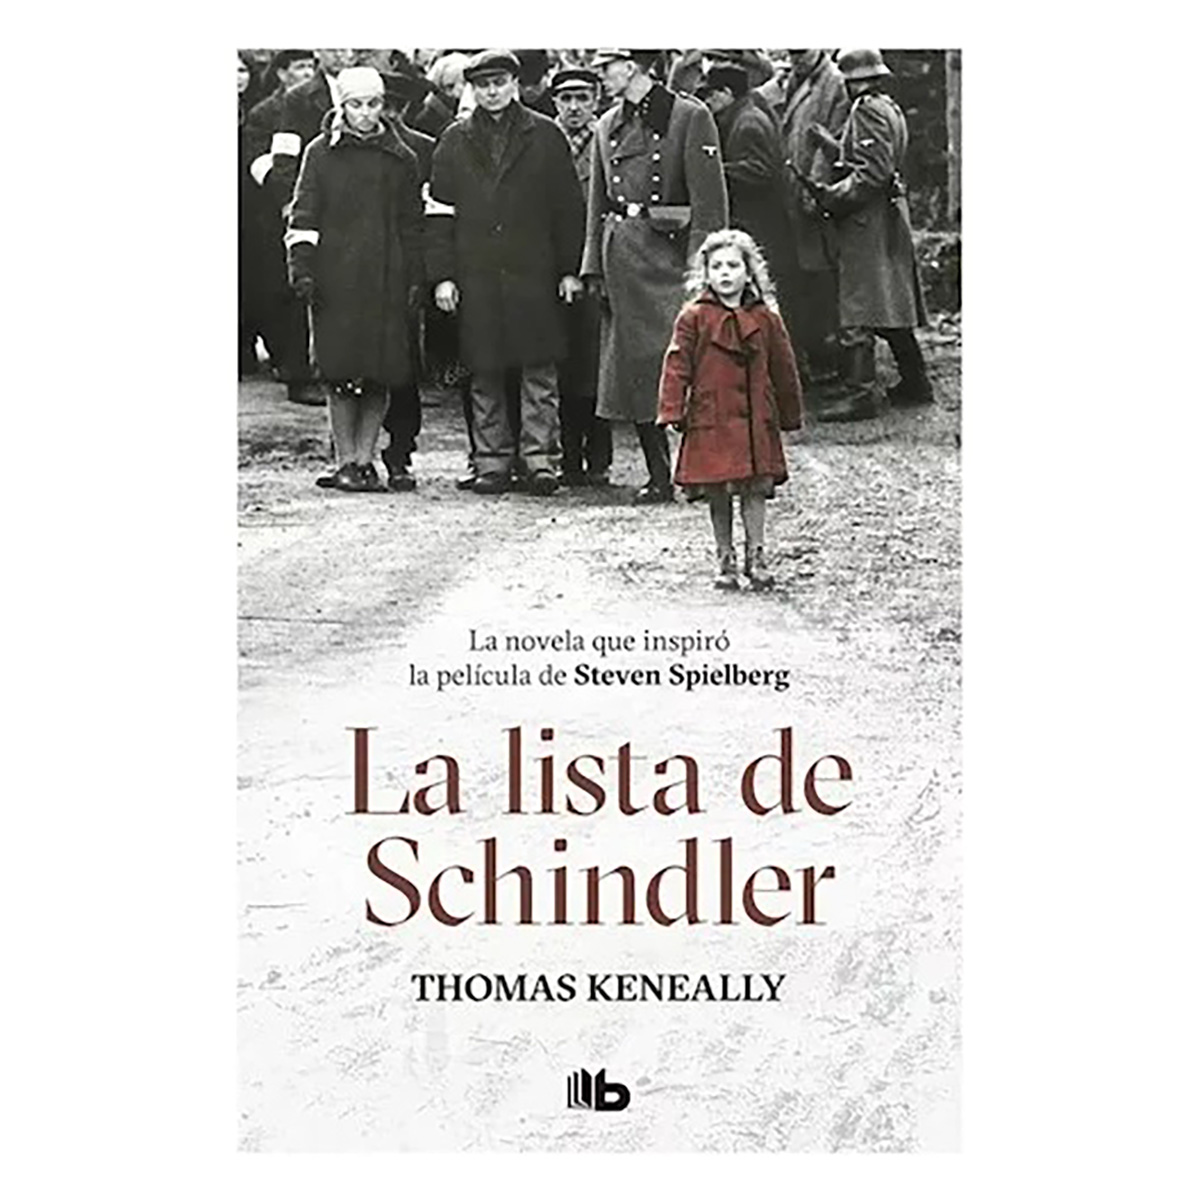 La novela que inspiró
la película de Steven Spielberg
La lista de
Schindler
THOMAS KENEALLY
b